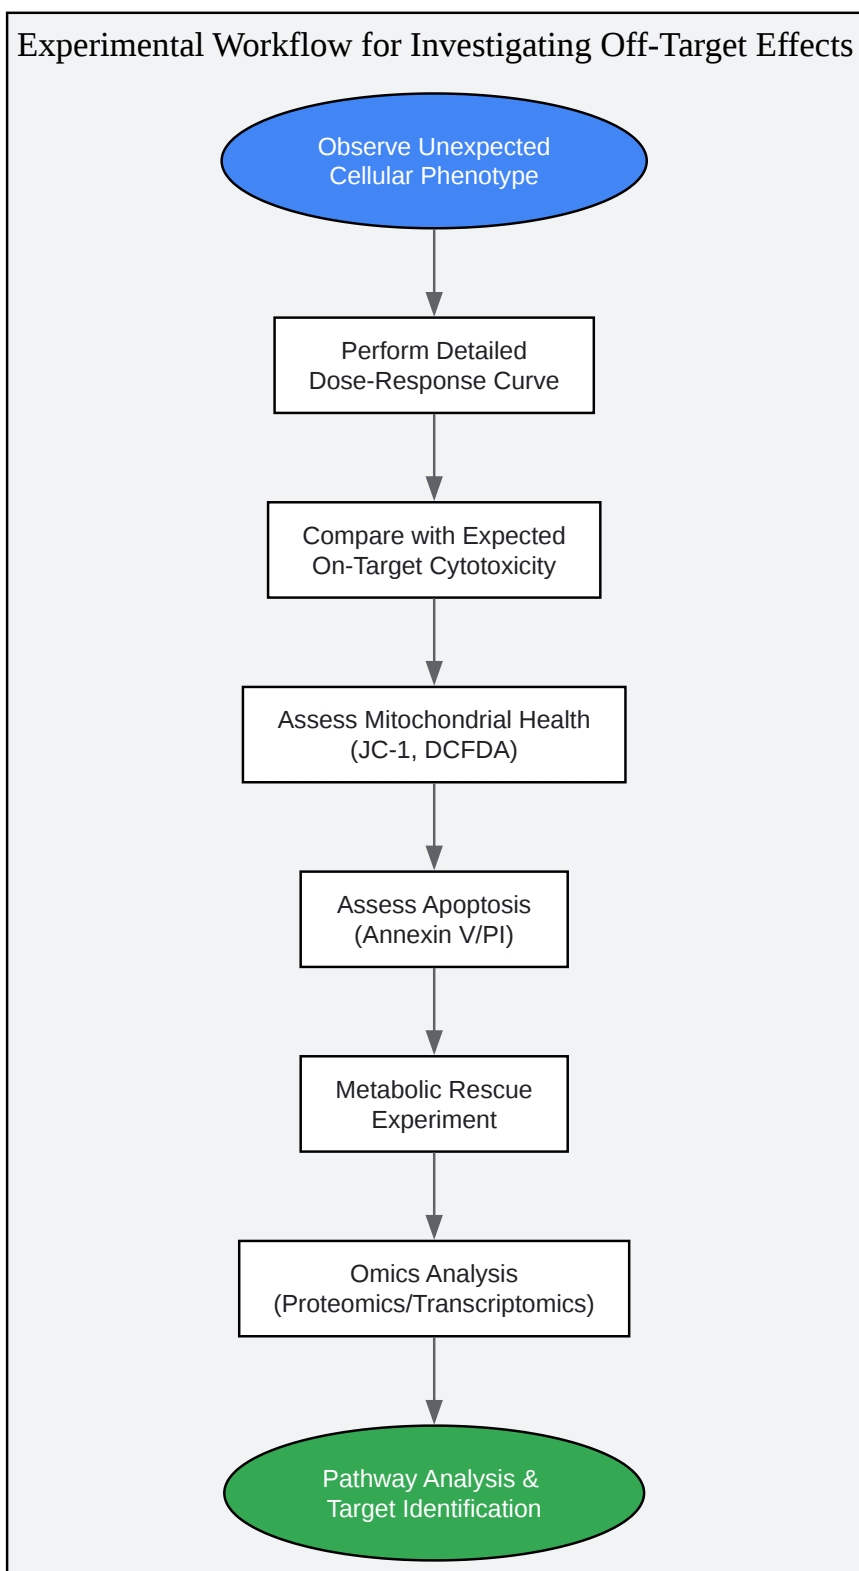 Experimental Workflow for Investigating Off-Target Effects
Observe Unexpected
Cellular Phenotype
Perform Detailed
Dose-Response Curve
Compare with Expected
On-Target Cytotoxicity
Assess Mitochondrial Health
(JC-1, DCFDA)
Assess Apoptosis
(Annexin V/PI)
Metabolic Rescue
Experiment
Omics Analysis
(Proteomics/Transcriptomics)
Pathway Analysis &
Target Identification